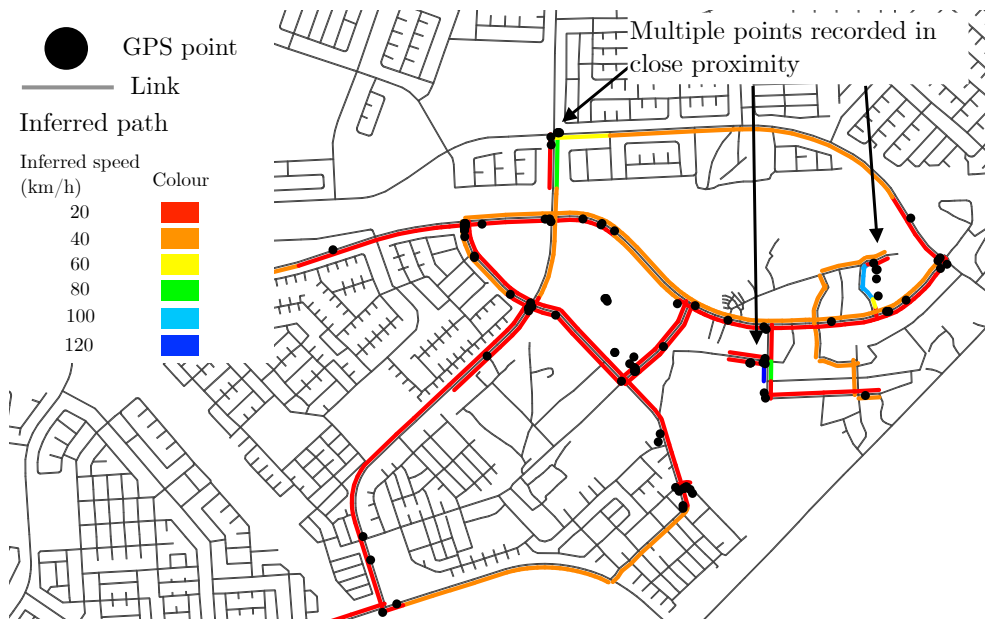 GPS point
Link
Inferred path
Inferred speed
(km/h)
Colour
20
40
60
80
100
120
Multiple points recorded in
close proximity